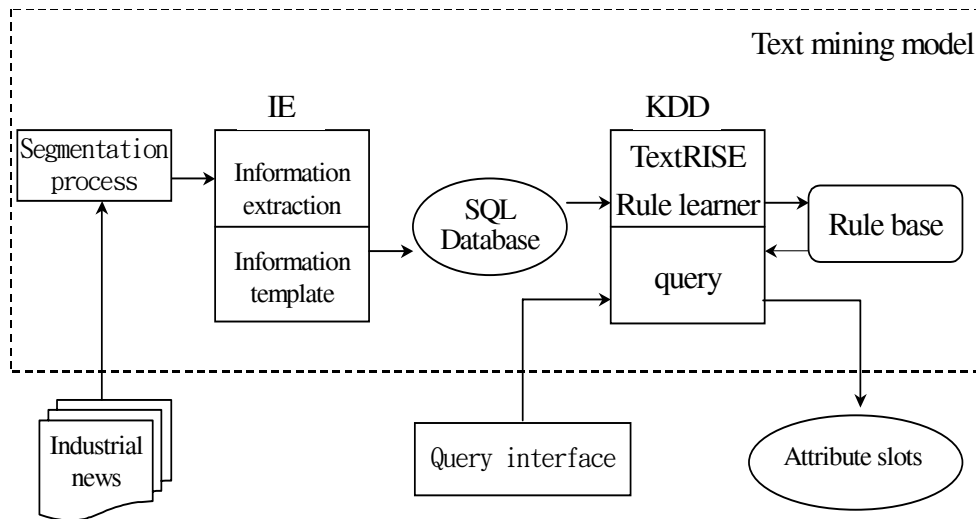 Text mining model
IE
KDD
Segmentation
process
Information
extraction
Information
template
SQL
Database
TextRISE
Rule learner
query
Rule base
Industrial
news
Query interface
Attribute slots